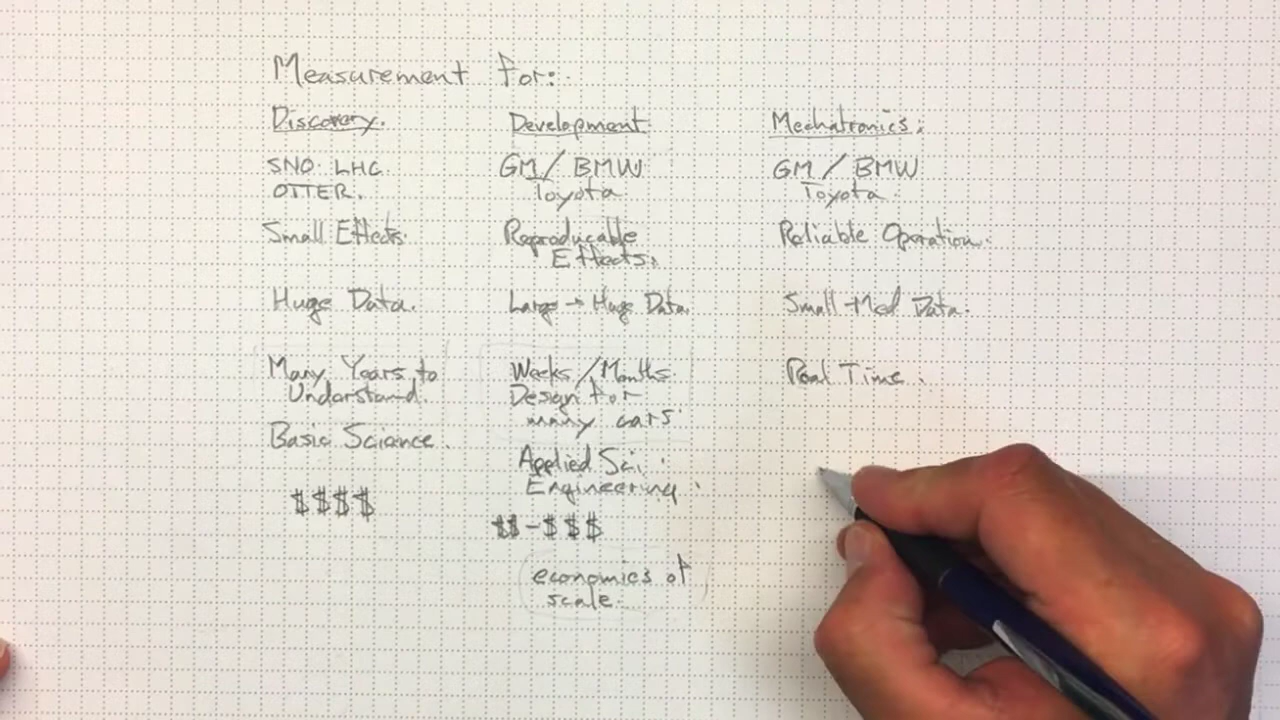 Measurement for:
Discovery.
SNO LHC
OTTER.
Small Effects.
Huge Data.
Many Years to
Understand.
Basic Science.
$$$$
Development
GM / BMW
Toyota
Reproducable
Effects.
Large → Huge Data.
Weeks / Months.
Design for
many cars
Applied Sci.
Engineering.
$$-$$$
economics of
scale.
Mechatronics:
GM / BMW
Toyota
Reliable Operation.
Small-Med Data.
Real Time.